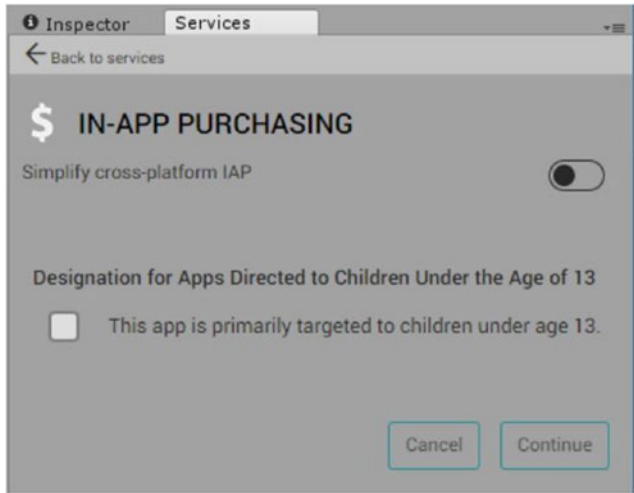 Inspector Services
Back to services
$ IN-APP PURCHASING
Simplify cross-platform IAP
Designation for Apps Directed to Children Under the Age of 13
This app is primarily targeted to children under age 13.
Cancel Continue